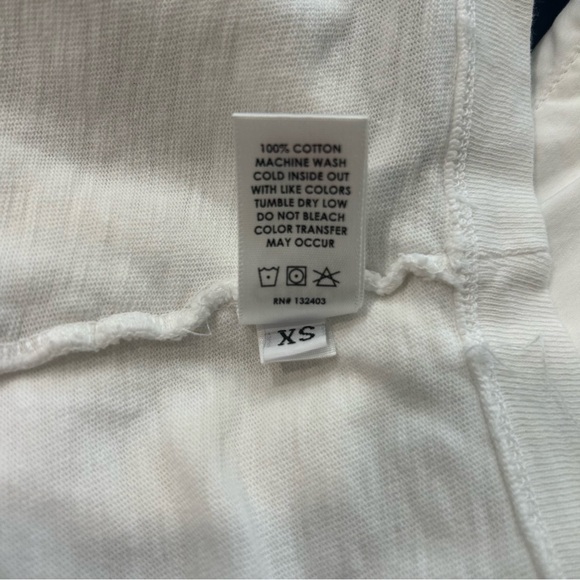 100% COTTON
MACHINE WASH
COLD INSIDE OUT
WITH LIKE COLORS
TUMBLE DRY LOW
DO NOT BLEACH
COLOR TRANSFER
MAY OCCUR
RN# 132403
XS